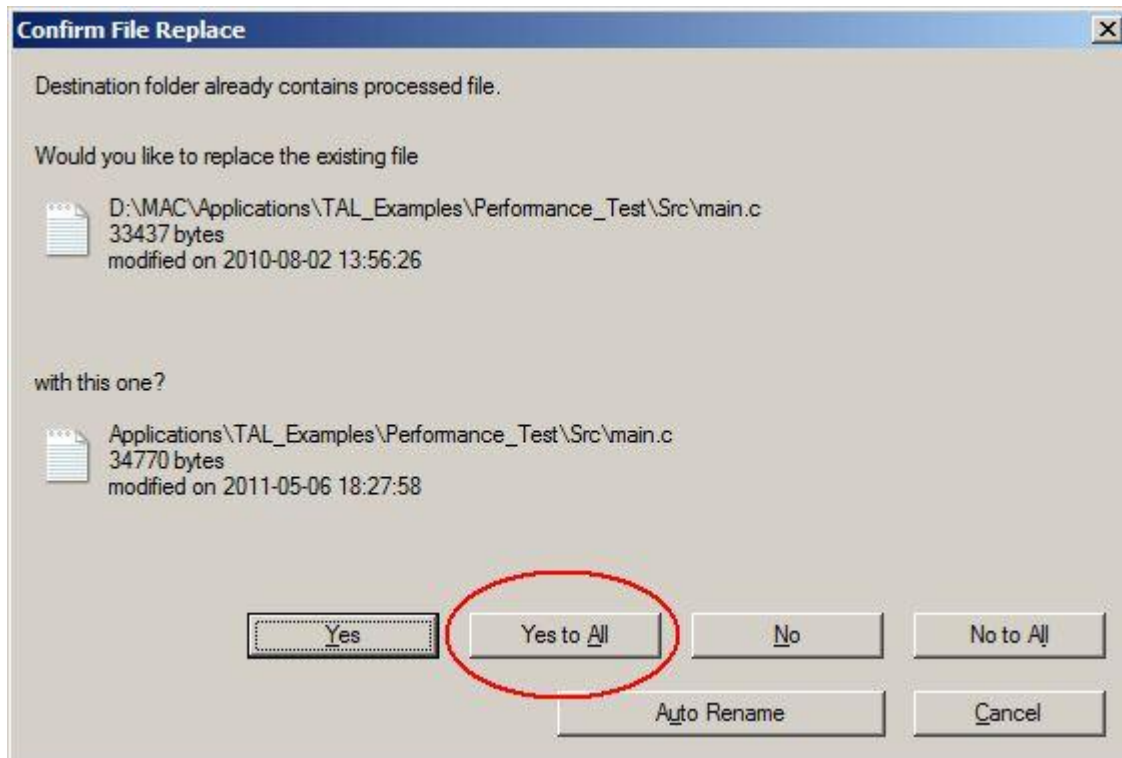 Confirm File Replace
Destination folder already contains processed file.
Would you like to replace the existing file
D:\MAC\Applications\TAL_Examples\Performance_Test\Src\main.c
33437 bytes
modified on 2010-08-02 13:56:26
with this one?
Applications\TAL_Examples\Performance_Test\Src\main.c
34770 bytes
modified on 2011-05-06 18:27:58
Yes Yes to All No No to All
Auto Rename Cancel